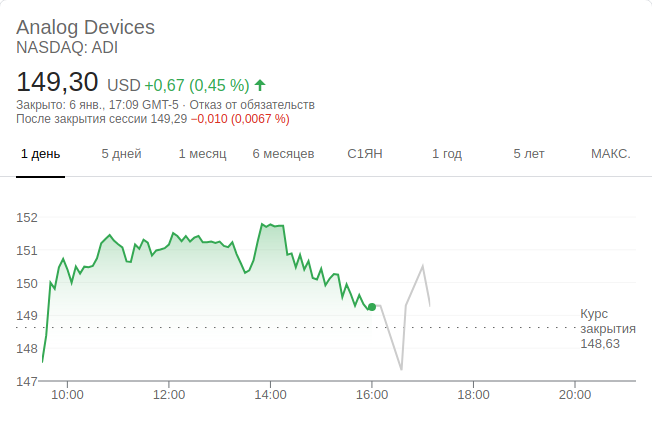 Analog Devices
NASDAQ: ADI
149,30 USD +0,67 (0,45 %)
Закрыто: 6 янв., 17:09 GMT-5 · Отказ от обязательств
После закрытия сессии 149,29 −0,010 (0,0067 %)
1 день 5 дней 1 месяц 6 месяцев С1ЯН 1 год 5 лет МАКС.
152
151
150
149
148
147
Курс
закрытия
148,63
10:00 12:00 14:00 16:00 18:00 20:00